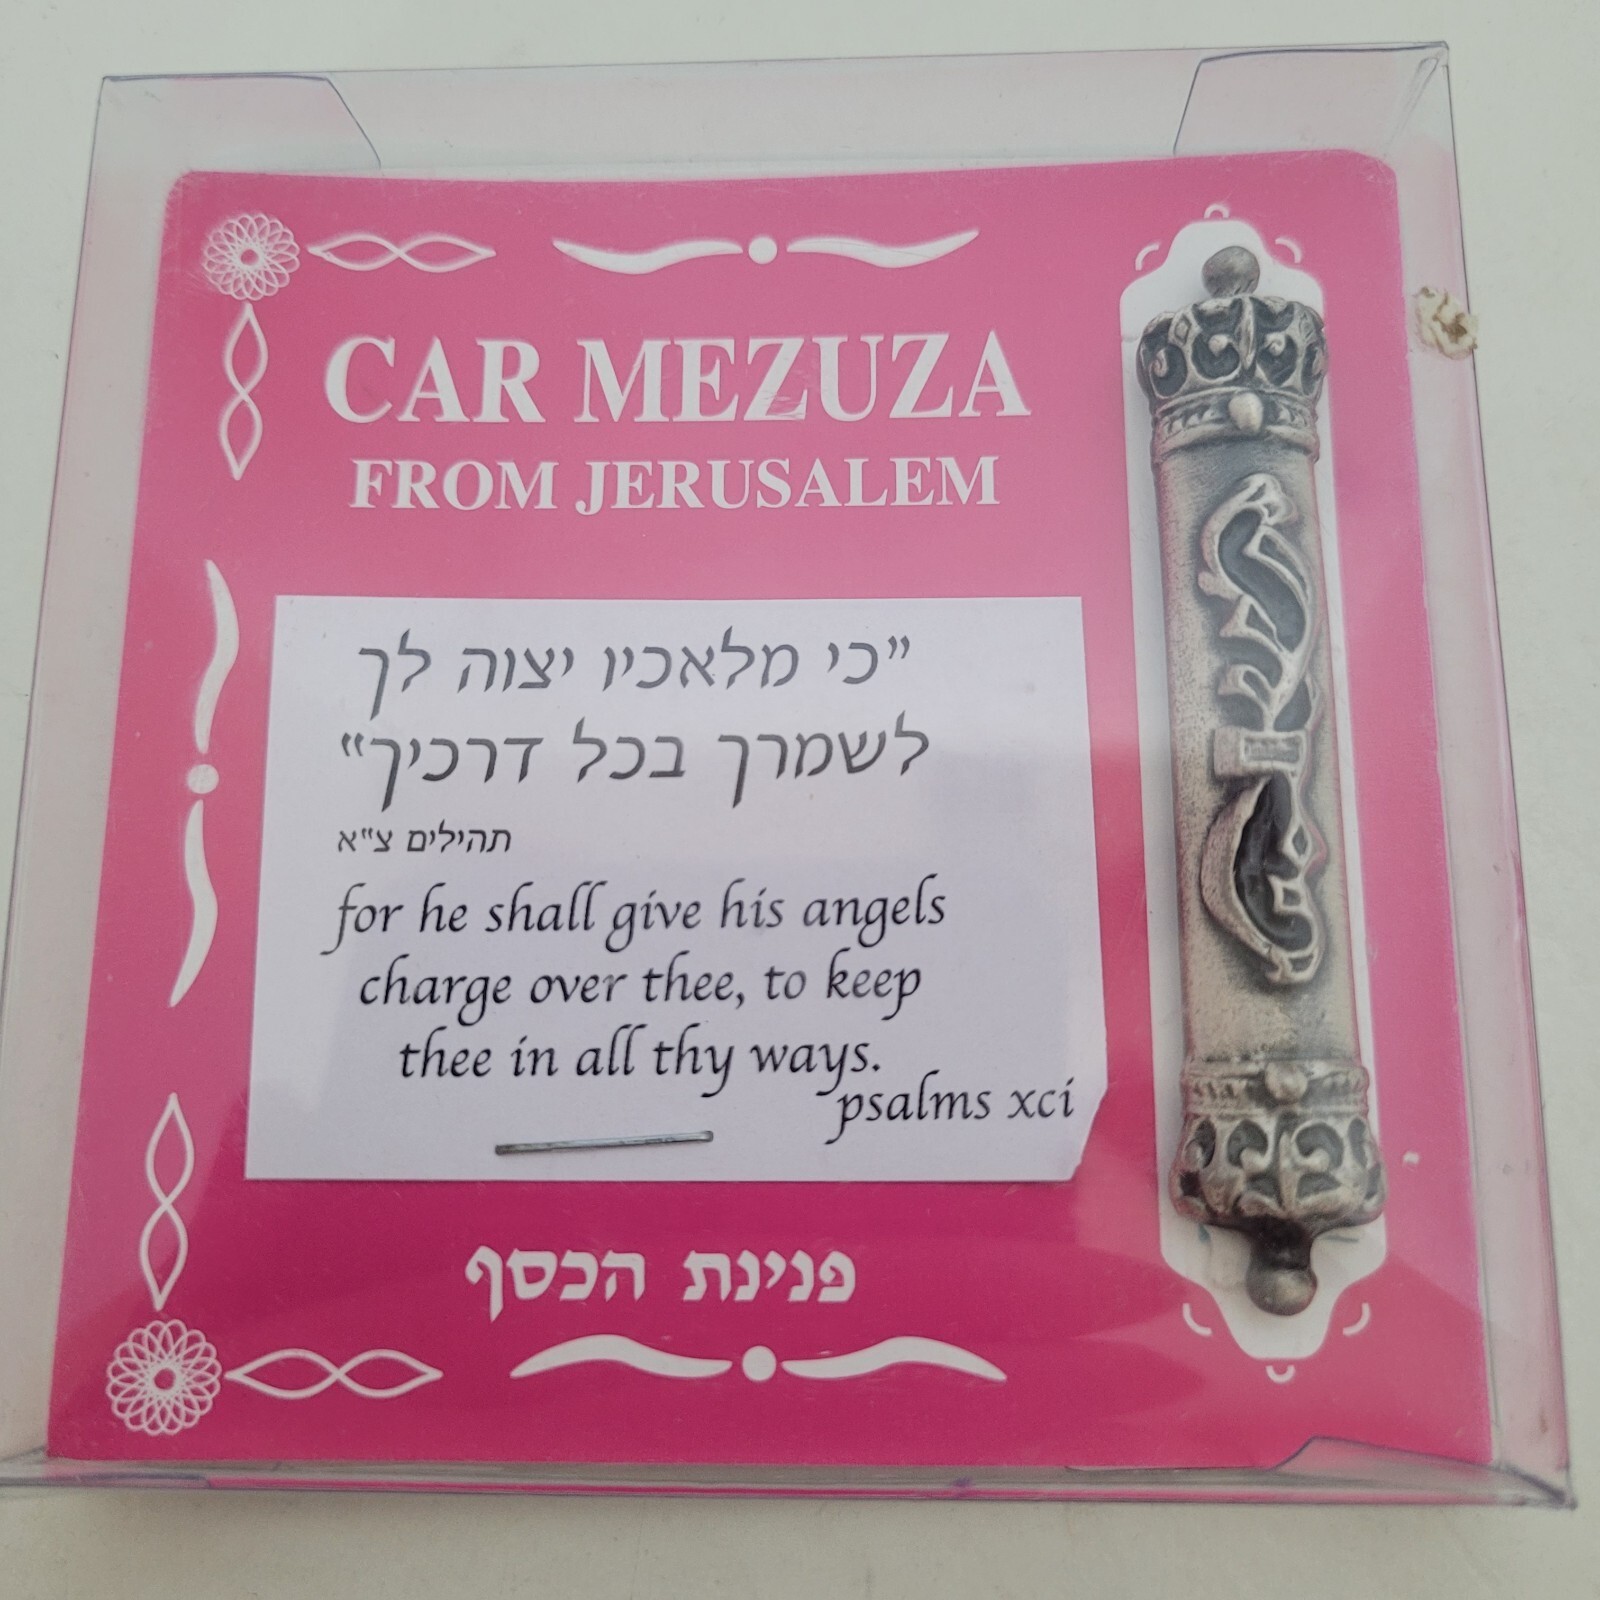 CAR MEZUZA
FROM JERUSALEM
"כי מלאכיו יצוה לך
לשמרך בכל דרכיך"
תהילים צ"א
for he shall give his angels
charge over thee, to keep
thee in all thy ways.
psalms xci
פנינת הכסף